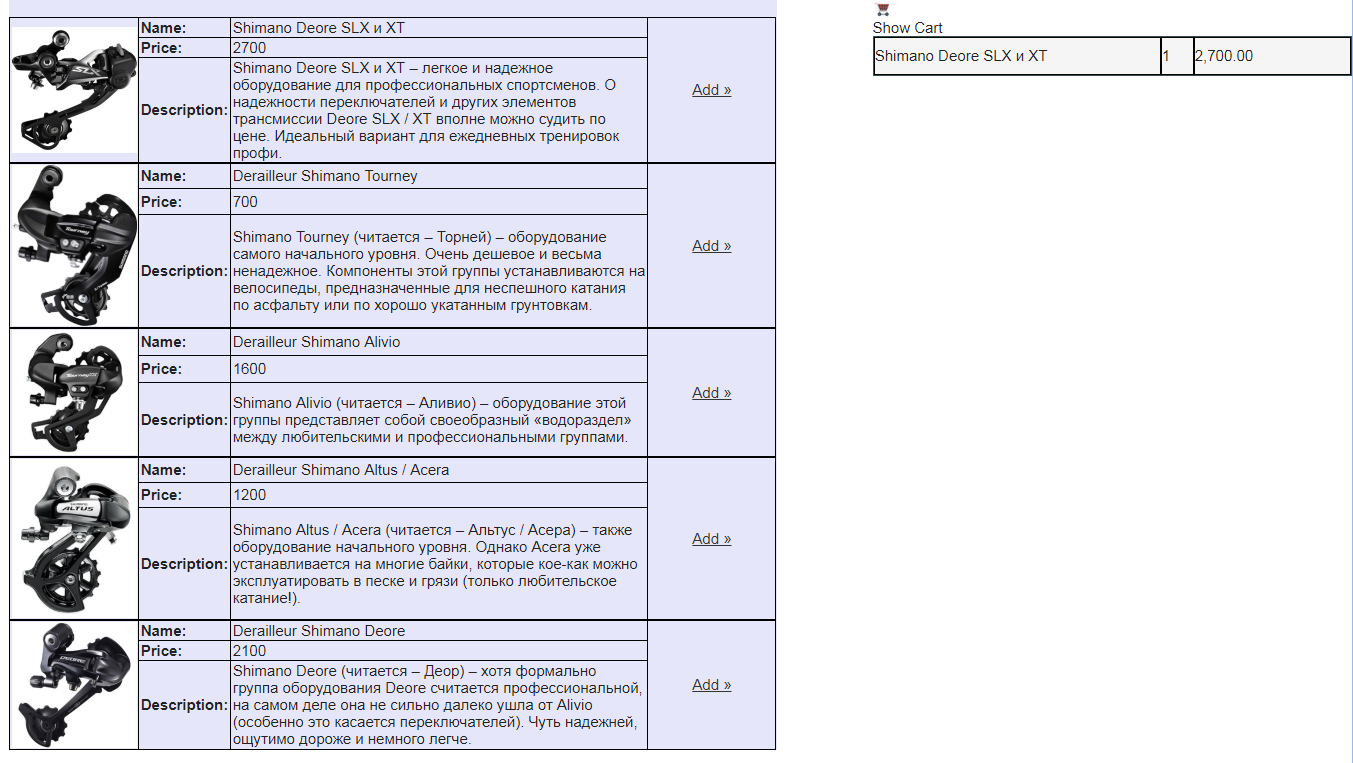 Name: Shimano Deore SLX и XT
Price: 2700
Description: Shimano Deore SLX и XT – легкое и надежное
оборудование для профессиональных спортсменов. О
надежности переключателей и других элементов
трансмиссии Deore SLX / XT вполне можно судить по
цене. Идеальный вариант для ежедневных тренировок
профи.
Add »
Name: Derailleur Shimano Tourney
Price: 700
Description: Shimano Tourney (читается – Торней) – оборудование
самого начального уровня. Очень дешевое и весьма
ненадежное. Компоненты этой группы устанавливаются на
велосипеды, предназначенные для неспешного катания
по асфальту или по хорошо укатанным грунтовкам.
Add »
Name: Derailleur Shimano Alivio
Price: 1600
Description: Shimano Alivio (читается – Аливио) – оборудование этой
группы представляет собой своеобразный «водораздел»
между любительскими и профессиональными группами.
Add »
ALTUS
Name: Derailleur Shimano Altus / Acera
Price: 1200
Description: Shimano Altus / Acera (читается – Альтус / Асера) – также
оборудование начального уровня. Однако Acera уже
устанавливается на многие байки, которые кое-как можно
эксплуатировать в песке и грязи (только любительское
катание!).
Add »
DEORE
Name: Derailleur Shimano Deore
Price: 2100
Description: Shimano Deore (читается – Деор) – хотя формально
группа оборудования Deore считается профессиональной,
на самом деле она не сильно далеко ушла от Alivio
(особенно это касается переключателей). Чуть надежней,
ощутимо дороже и немного легче.
Add »
Show Cart
Shimano Deore SLX и XT 1 2,700.00